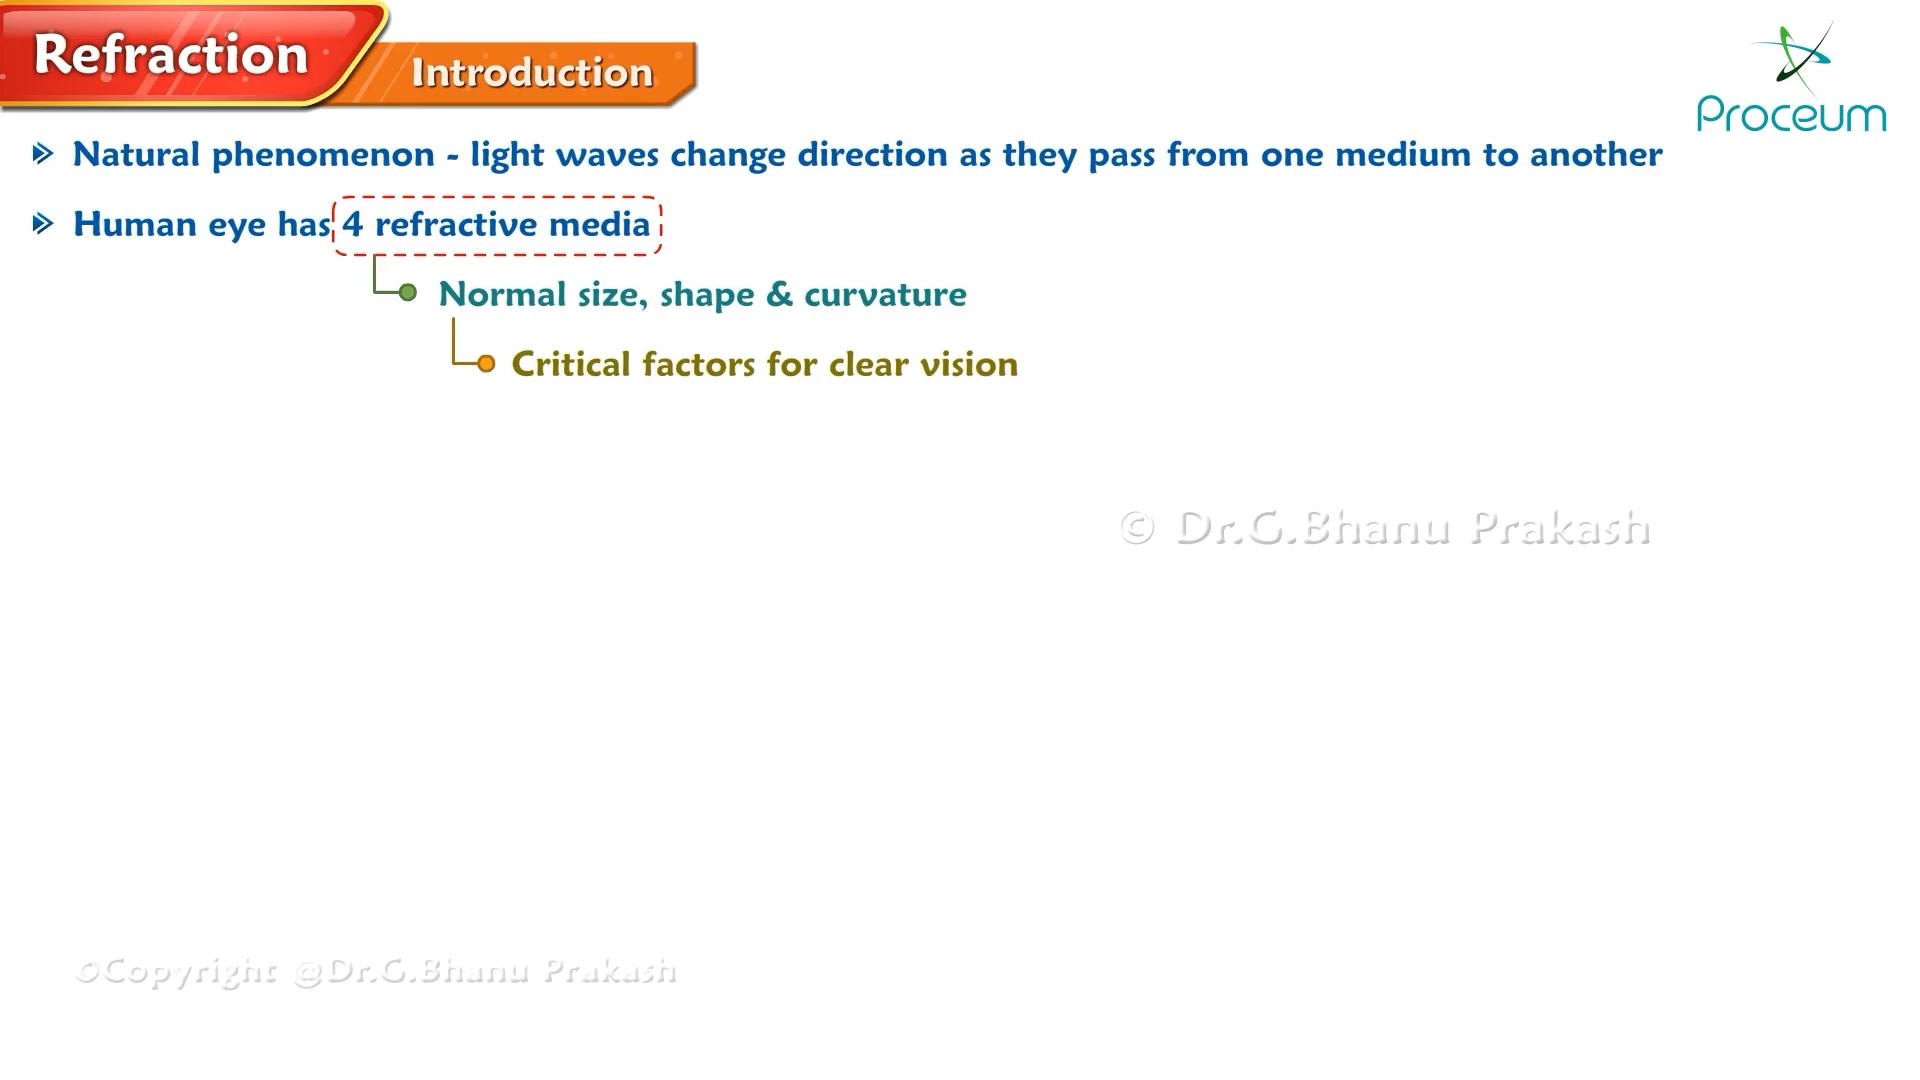 Refraction
Introduction
Proceum
Natural phenomenon - light waves change direction as they pass from one medium to another
Human eye has 4 refractive media
Normal size, shape & curvature
Critical factors for clear vision
© Dr.G.Bhanu Prakash
©Copyright @Dr.G.Bhanu Prakash